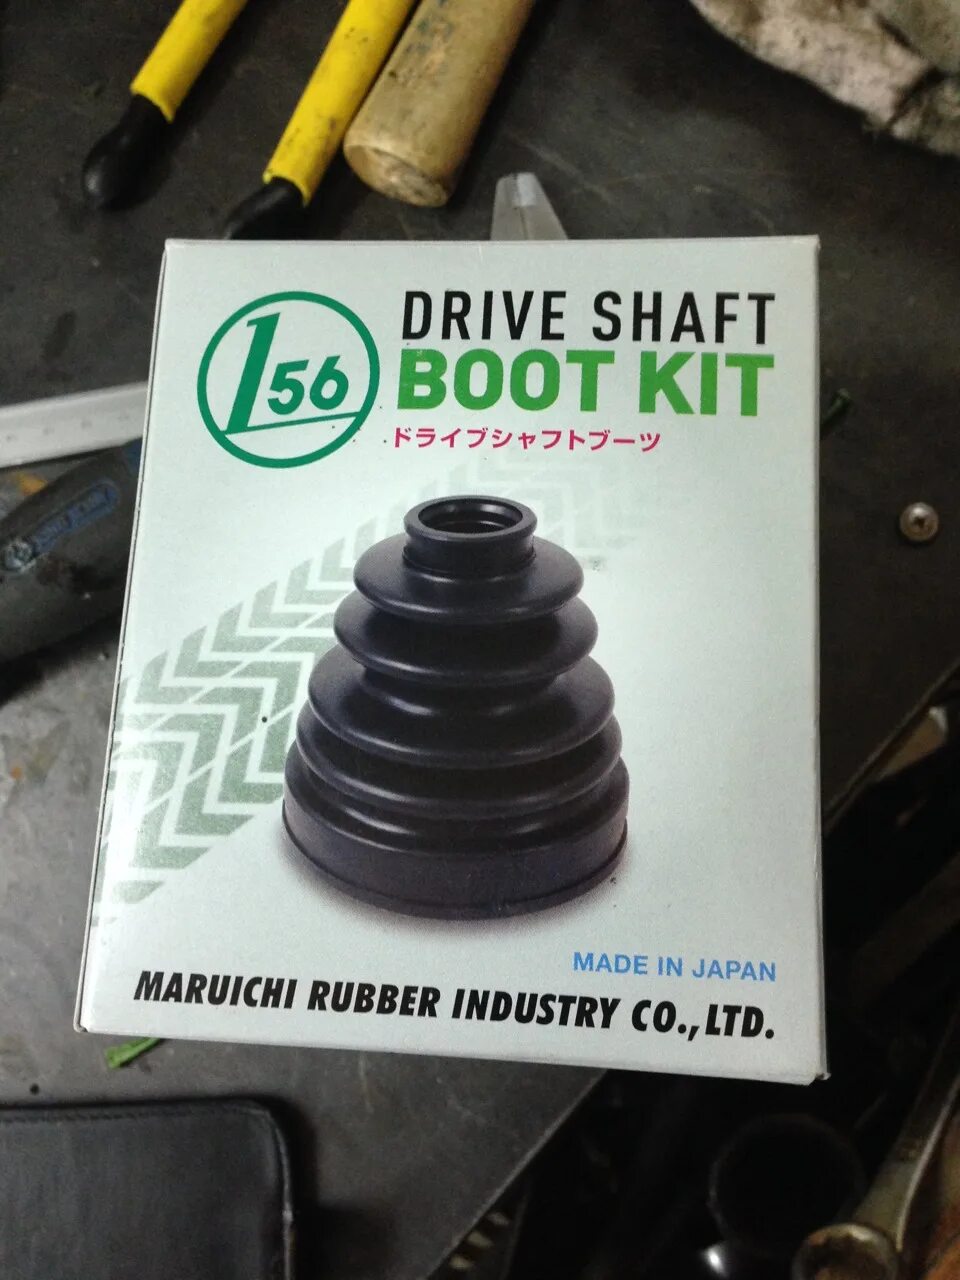 156
DRIVE SHAFT
BOOT KIT
ドライブシャフトブーツ
MADE IN JAPAN
MARUICHI RUBBER INDUSTRY CO., LTD.